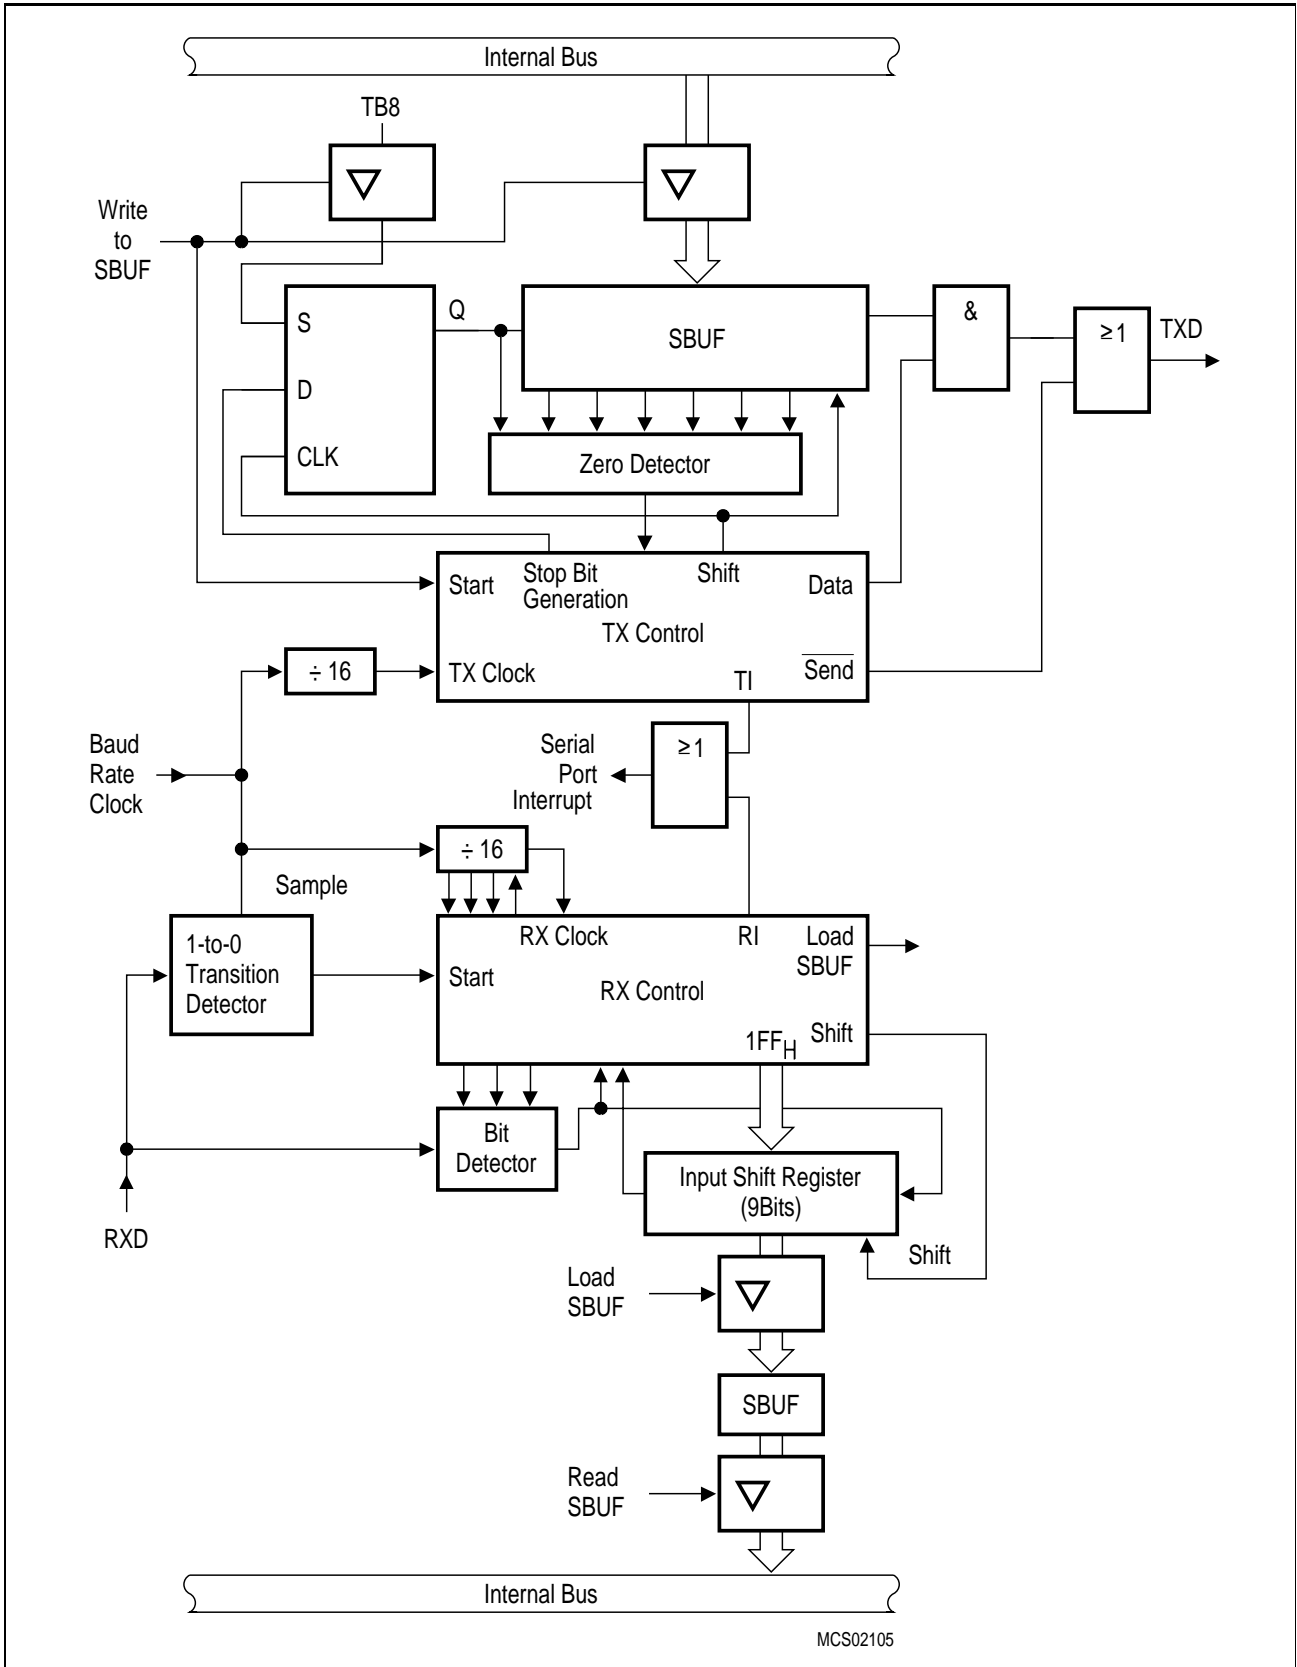 Internal Bus
TB8
Write
to
SBUF
S
Q
SBUF
&
≥1
TXD
D
CLK
Zero Detector
Start
Stop Bit
Generation
Shift
Data
TX Control
÷ 16
TX Clock
TI
Send
Baud
Rate
Clock
Serial
Port
Interrupt
≥1
÷ 16
Sample
1-to-0
Transition
Detector
RX Clock
RI
Load
SBUF
Start
RX Control
1FFH
Shift
Bit
Detector
Input Shift Register
(9Bits)
RXD
Shift
Load
SBUF
SBUF
Read
SBUF
Internal Bus
MCS02105